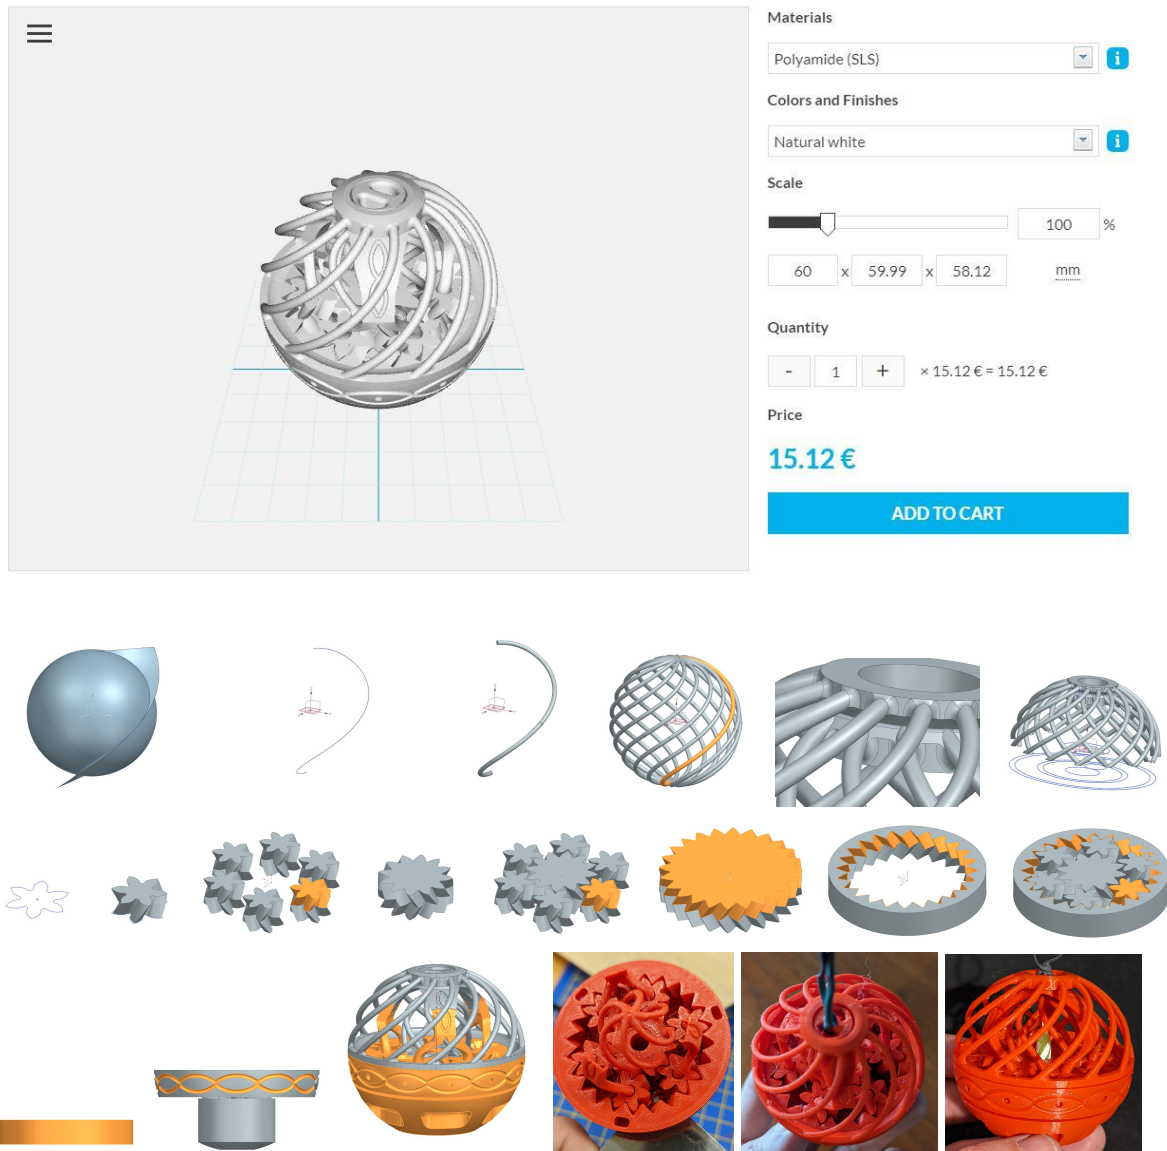 Materials
Polyamide (SLS)
Colors and Finishes
Natural white
Scale
100 %
60 x 59.99 x 58.12 mm
Quantity
- 1 + × 15.12 € = 15.12 €
Price
15.12 €
ADD TO CART